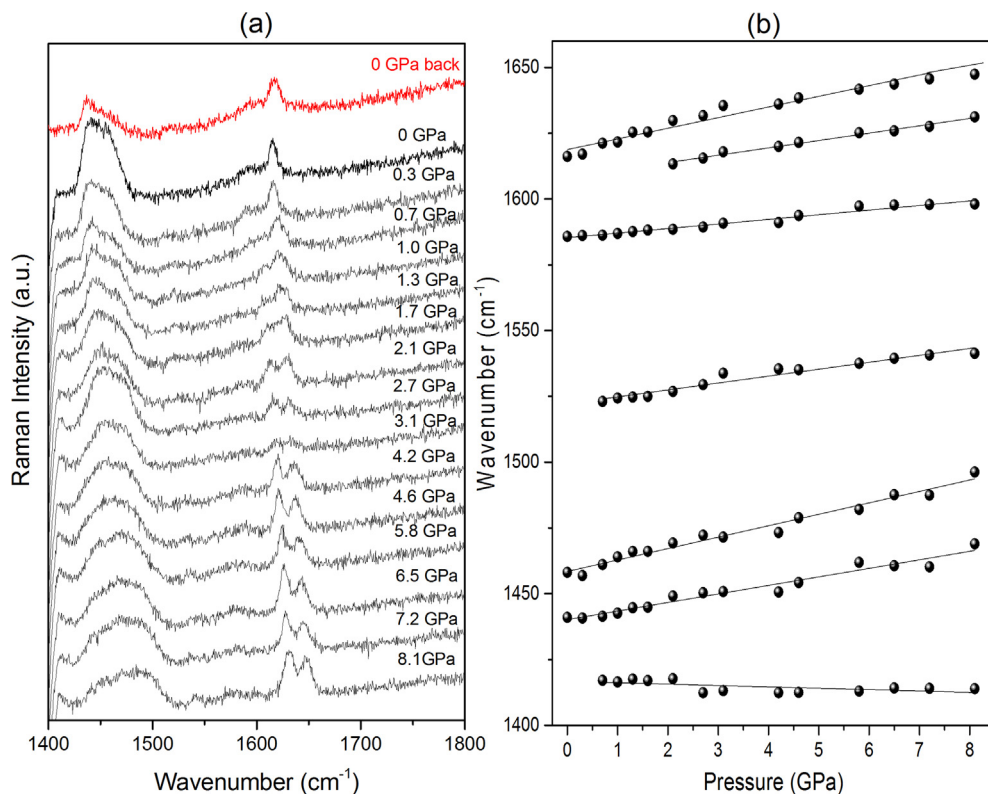 (a)
0 GPa back
0 GPa
0.3 GPa
0.7 GPa
1.0 GPa
1.3 GPa
1.7 GPa
2.1 GPa
2.7 GPa
3.1 GPa
4.2 GPa
4.6 GPa
5.8 GPa
6.5 GPa
7.2 GPa
8.1GPa
Raman Intensity (a.u.)
1400 1500 1600 1700 1800
Wavenumber (cm⁻¹)
(b)
1650
1600
1550
1500
1450
1400
Wavenumber (cm⁻¹)
0 1 2 3 4 5 6 7 8
Pressure (GPa)